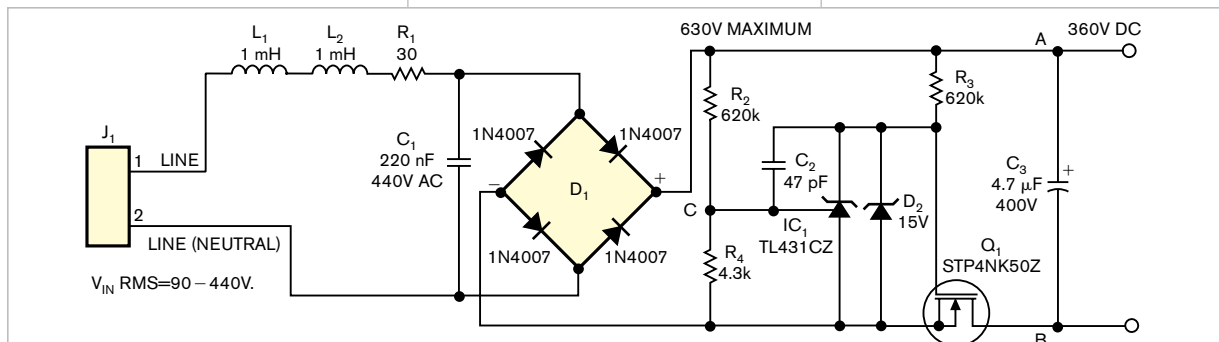 630V MAXIMUM
A
360V DC
L1
1 mH
L2
1 mH
R1
30
R2
620k
R3
620k
J1
1
LINE
2
LINE (NEUTRAL)
VIN RMS=90–440V.
C1
220 nF
440V AC
1N4007
1N4007
1N4007
1N4007
D1
–
+
C
C2
47 pF
IC1
TL431CZ
D2
15V
R4
4.3k
C3
4.7 µF
400V
+
Q1
STP4NK50Z
B